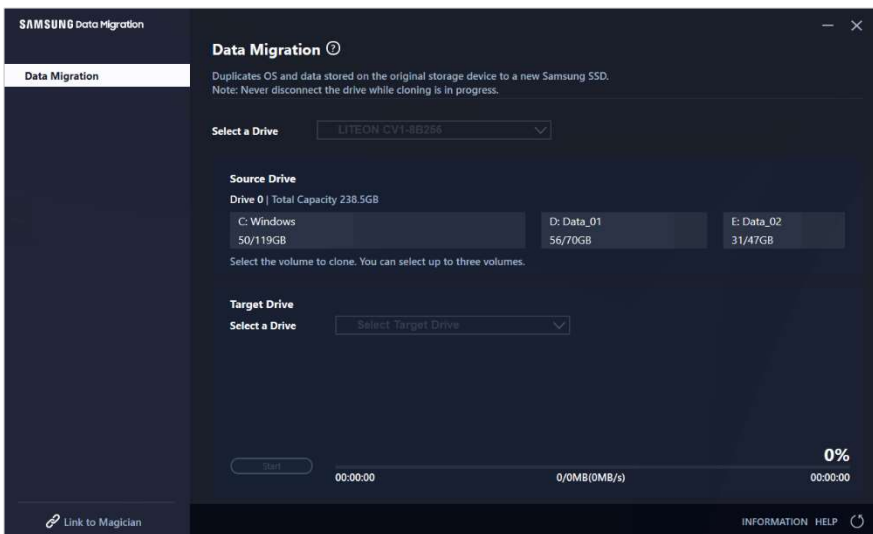 SAMSUNG Data Migration
Data Migration
Data Migration ?
Duplicates OS and data stored on the original storage device to a new Samsung SSD.
Note: Never disconnect the drive while cloning is in progress.
Select a Drive
LITEON CV1-8B256
Source Drive
Drive 0 | Total Capacity 238.5GB
C: Windows
50/119GB
D: Data_01
56/70GB
E: Data_02
31/47GB
Select the volume to clone. You can select up to three volumes.
Target Drive
Select a Drive
Select Target Drive
0%
Start
00:00:00
0/0MB(0MB/s)
00:00:00
Link to Magician
INFORMATION HELP